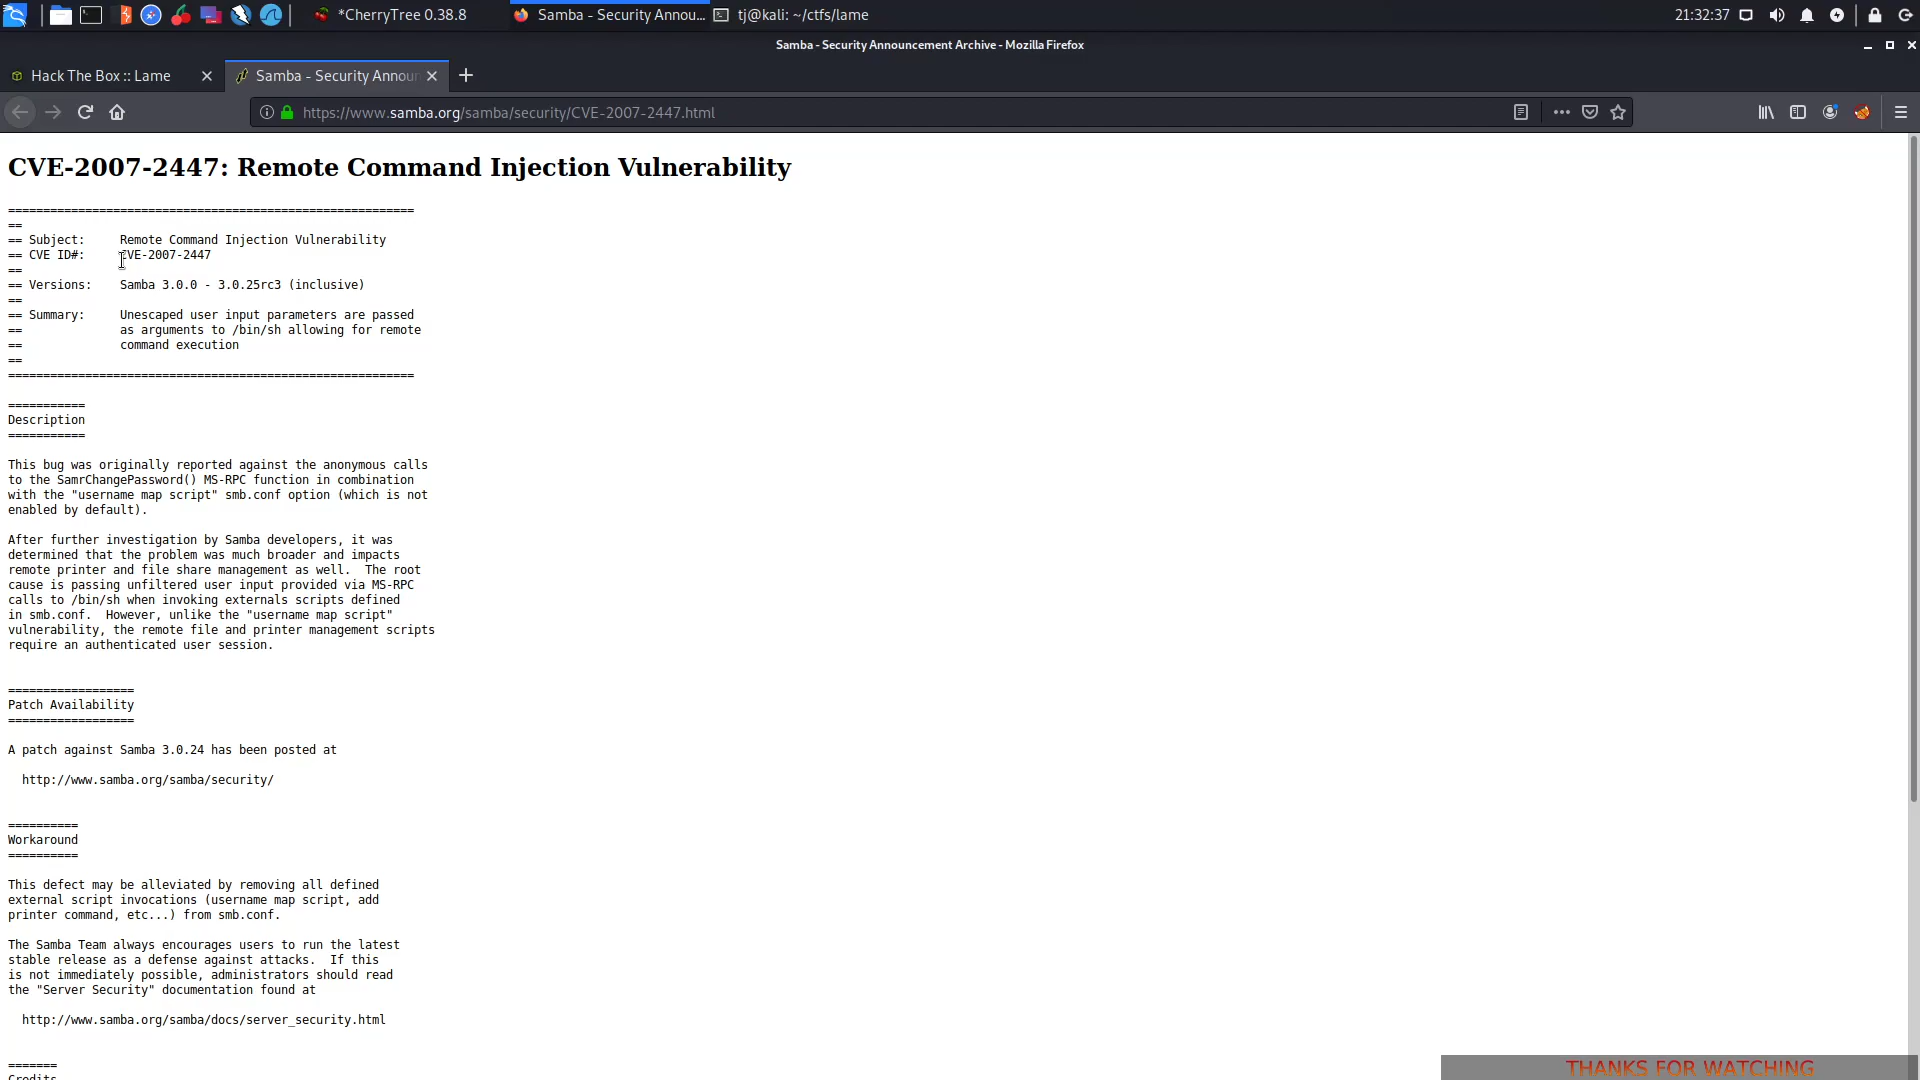 *CherryTree 0.38.8
Samba - Security Annou...
tj@kali: ~/ctfs/lame
21:32:37
Samba - Security Announcement Archive - Mozilla Firefox
Hack The Box :: Lame
Samba - Security Announ
https://www.samba.org/samba/security/CVE-2007-2447.html
CVE-2007-2447: Remote Command Injection Vulnerability
==========================================================
==
== Subject:     Remote Command Injection Vulnerability
== CVE ID#:     CVE-2007-2447
==
== Versions:    Samba 3.0.0 - 3.0.25rc3 (inclusive)
==
== Summary:     Unescaped user input parameters are passed
==              as arguments to /bin/sh allowing for remote
==              command execution
==
==========================================================
===========
Description
===========
This bug was originally reported against the anonymous calls
to the SamrChangePassword() MS-RPC function in combination
with the "username map script" smb.conf option (which is not
enabled by default).
After further investigation by Samba developers, it was
determined that the problem was much broader and impacts
remote printer and file share management as well.  The root
cause is passing unfiltered user input provided via MS-RPC
calls to /bin/sh when invoking externals scripts defined
in smb.conf.  However, unlike the "username map script"
vulnerability, the remote file and printer management scripts
require an authenticated user session.
==================
Patch Availability
==================
A patch against Samba 3.0.24 has been posted at
http://www.samba.org/samba/security/
==========
Workaround
==========
This defect may be alleviated by removing all defined
external script invocations (username map script, add
printer command, etc...) from smb.conf.
The Samba Team always encourages users to run the latest
stable release as a defense against attacks.  If this
is not immediately possible, administrators should read
the "Server Security" documentation found at
http://www.samba.org/samba/docs/server_security.html
=======
Credits
THANKS FOR WATCHING